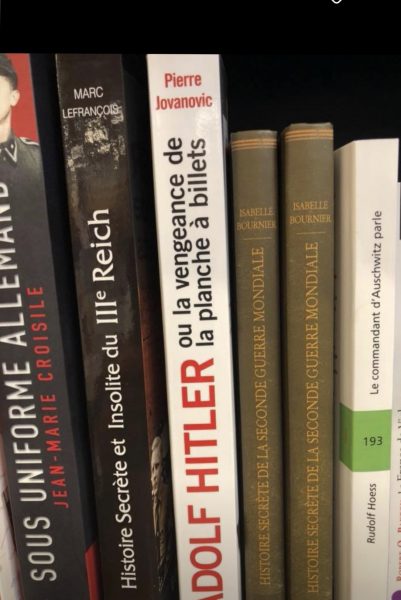 SOUS UNIFORME ALLEMAND
JEAN-MARIE CROISILE
MARC
LEFRANÇOIS
Histoire Secrète et Insolite du IIIe Reich
Pierre
Jovanovic
ADOLF HITLER
ou la vengeance de
la planche à billets
ISABELLE
BOURNIER
HISTOIRE SECRÈTE DE LA SECONDE GUERRE MONDIALE
ISABELLE
BOURNIER
HISTOIRE SECRÈTE DE LA SECONDE GUERRE MONDIALE
Le commandant d'Auschwitz parle
193
Rudolf Hoess